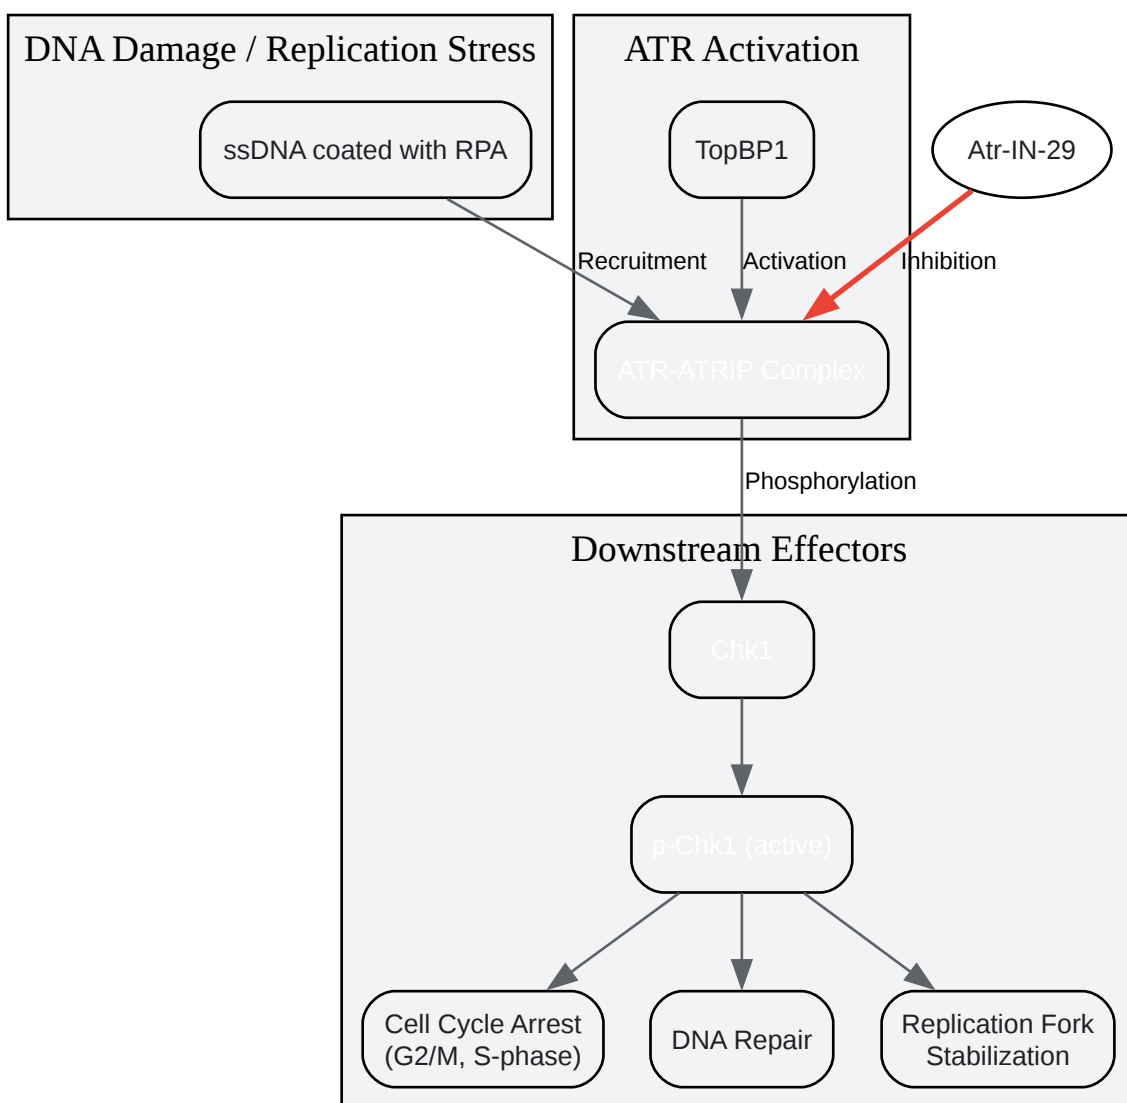 DNA Damage / Replication Stress
ATR Activation
ssDNA coated with RPA
TopBP1
Atr-IN-29
Recruitment
Activation
Inhibition
ATR-ATRIP Complex
Phosphorylation
Downstream Effectors
Chk1
p-Chk1 (active)
Cell Cycle Arrest
(G2/M, S-phase)
DNA Repair
Replication Fork
Stabilization